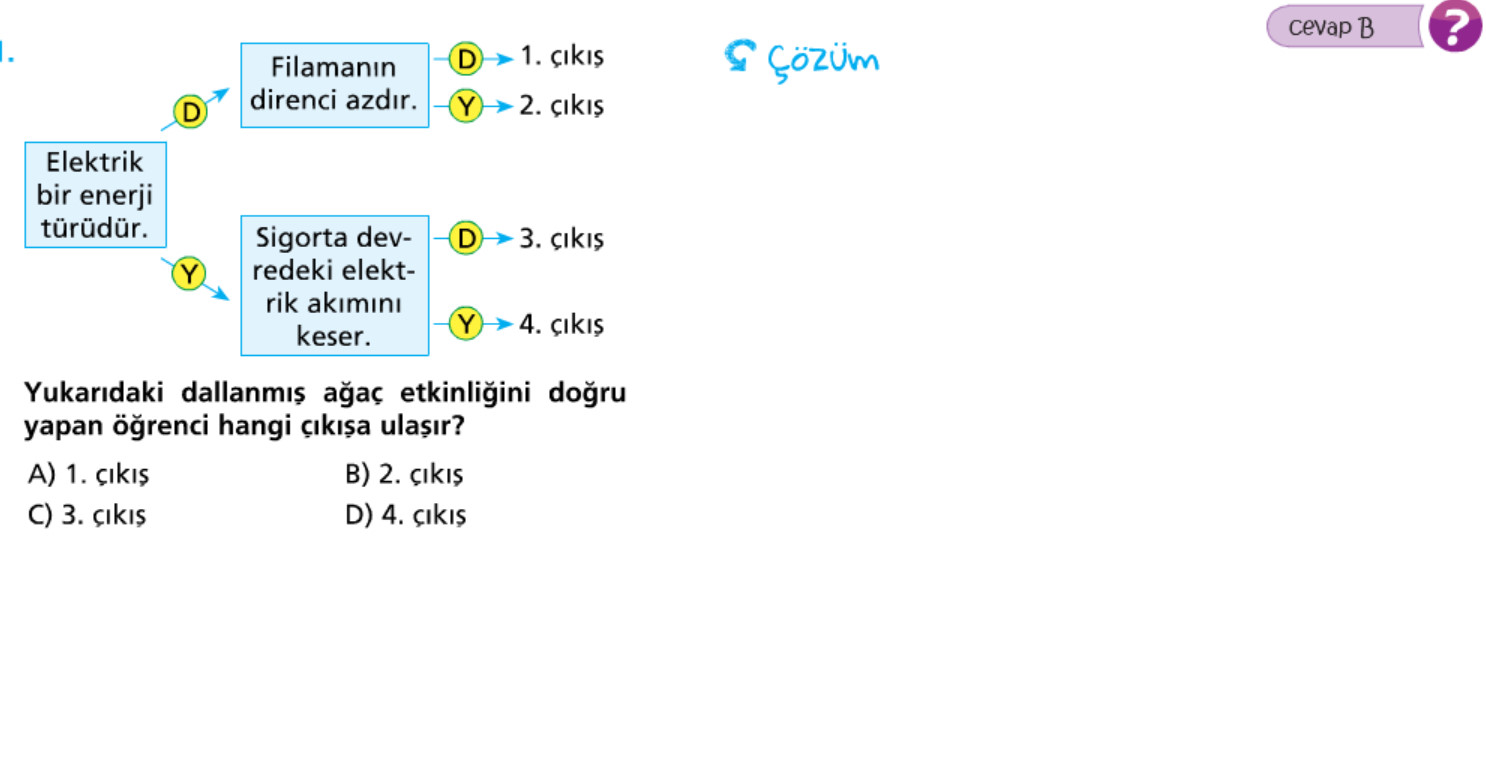 cevap B
?
1.
Filamanın
direnci azdır.
D
1. çıkış
Y
2. çıkış
D
Elektrik
bir enerji
türüdür.
Y
Sigorta dev-
redeki elekt-
rik akımını
keser.
D
3. çıkış
Y
4. çıkış
Yukarıdaki dallanmış ağaç etkinliğini doğru
yapan öğrenci hangi çıkışa ulaşır?
A) 1. çıkış B) 2. çıkış
C) 3. çıkış D) 4. çıkış
Çözüm